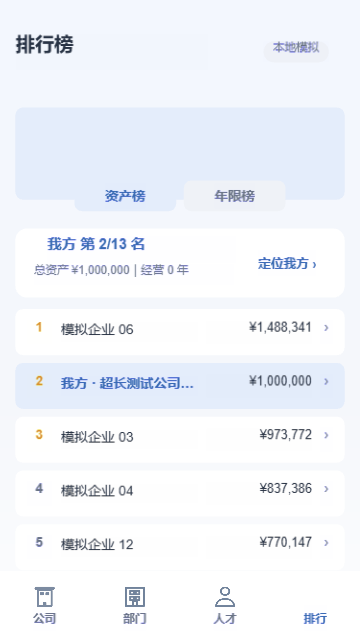 排行榜
本地模拟
资产榜 年限榜
我方 第 2/13 名
总资产 ¥1,000,000 | 经营 0 年
定位我方 ›
1 模拟企业 06 ¥1,488,341 ›
2 我方 · 超长测试公司... ¥1,000,000 ›
3 模拟企业 03 ¥973,772 ›
4 模拟企业 04 ¥837,386 ›
5 模拟企业 12 ¥770,147 ›
公司 部门 人才 排行